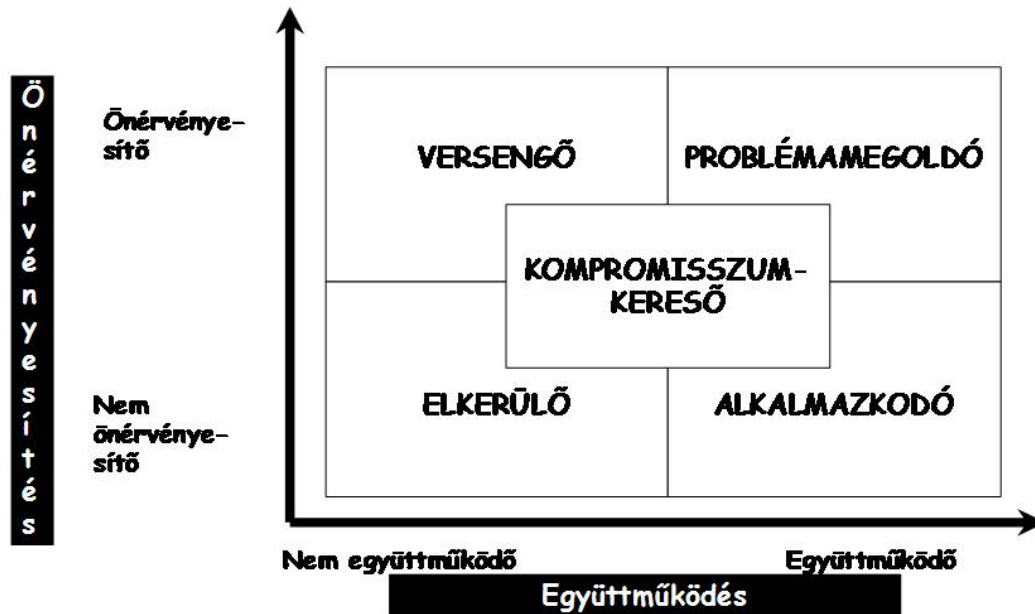 Önérvényesítés
Önérvénye-
sítő
VERSENGŐ
PROBLÉMAMEGOLDÓ
KOMPROMISSZUM-
KERESŐ
Nem
önérvénye-
sítő
ELKERÜLŐ
ALKALMAZKODÓ
Nem együttműködő
Együttműködő
Együttműködés